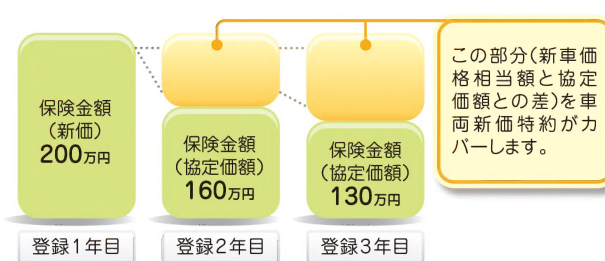 保険金額
（新価）
200万円
保険金額
（協定価額）
160万円
保険金額
（協定価額）
130万円
この部分（新車価
格相当額と協定
価額との差）を車
両新価特約がカ
バーします。
登録1年目
登録2年目
登録3年目